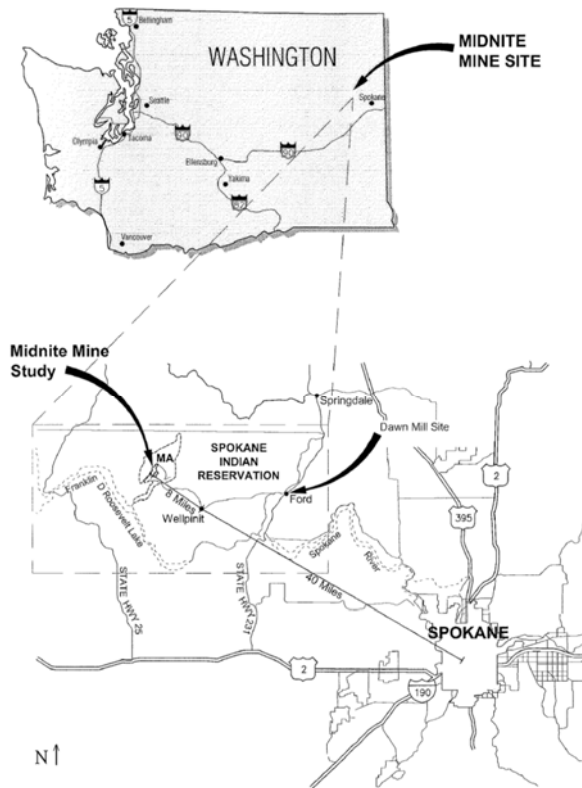 5
Bellingham
WASHINGTON
MIDNITE
MINE SITE
Seattle
Spokane
90
Olympia
Tacoma
Ellensburg
90
Yakima
5
82
Vancouver
Midnite Mine
Study
Springdale
Dawn Mill Site
MA
SPOKANE
INDIAN
RESERVATION
2
Franklin
D Roosevelt Lake
8 Miles
Ford
Wellpinit
395
Spokane
River
40 Miles
STATE HWY 25
STATE HWY 231
SPOKANE
2
190
N